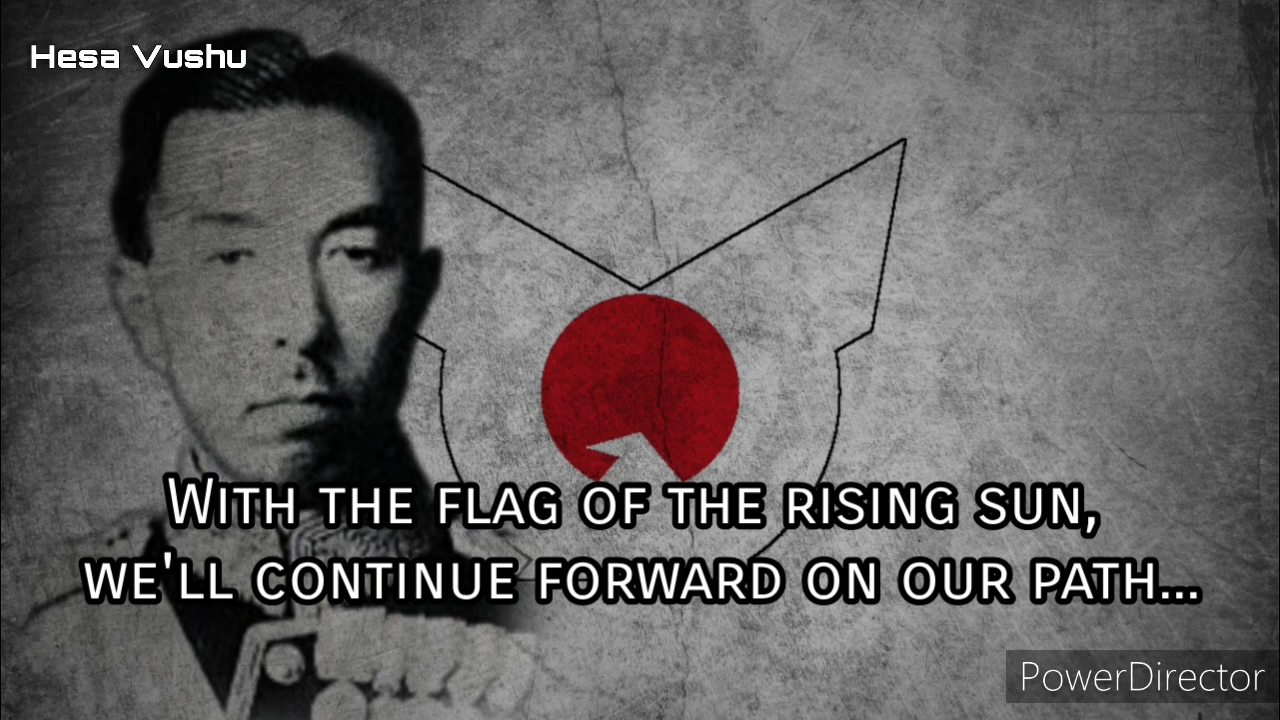 Hesa Vushu
With the flag of the rising sun,
we'll continue forward on our path...
PowerDirector